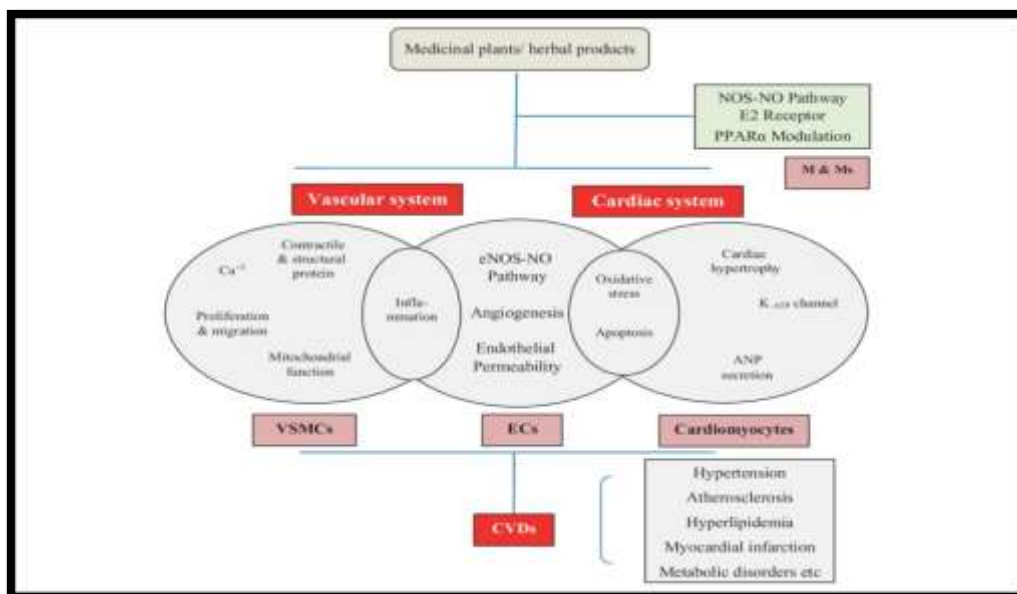 Medicinal plants/ herbal products
NOS-NO Pathway
E2 Receptor
PPARα Modulation
M & Ms
Vascular system
Cardiac system
Contractile
& structural
protein
Ca⁺²
Proliferation
& migration
Mitochondrial
function
Infla-
mmation
eNOS-NO
Pathway
Angiogenesis
Endothelial
Permeability
Oxidative
stress
Apoptosis
Cardiac
hypertrophy
K ATP channel
ANP
secretion
VSMCs
ECs
Cardiomyocytes
CVDs
Hypertension
Atherosclerosis
Hyperlipidemia
Myocardial infarction
Metabolic disorders etc